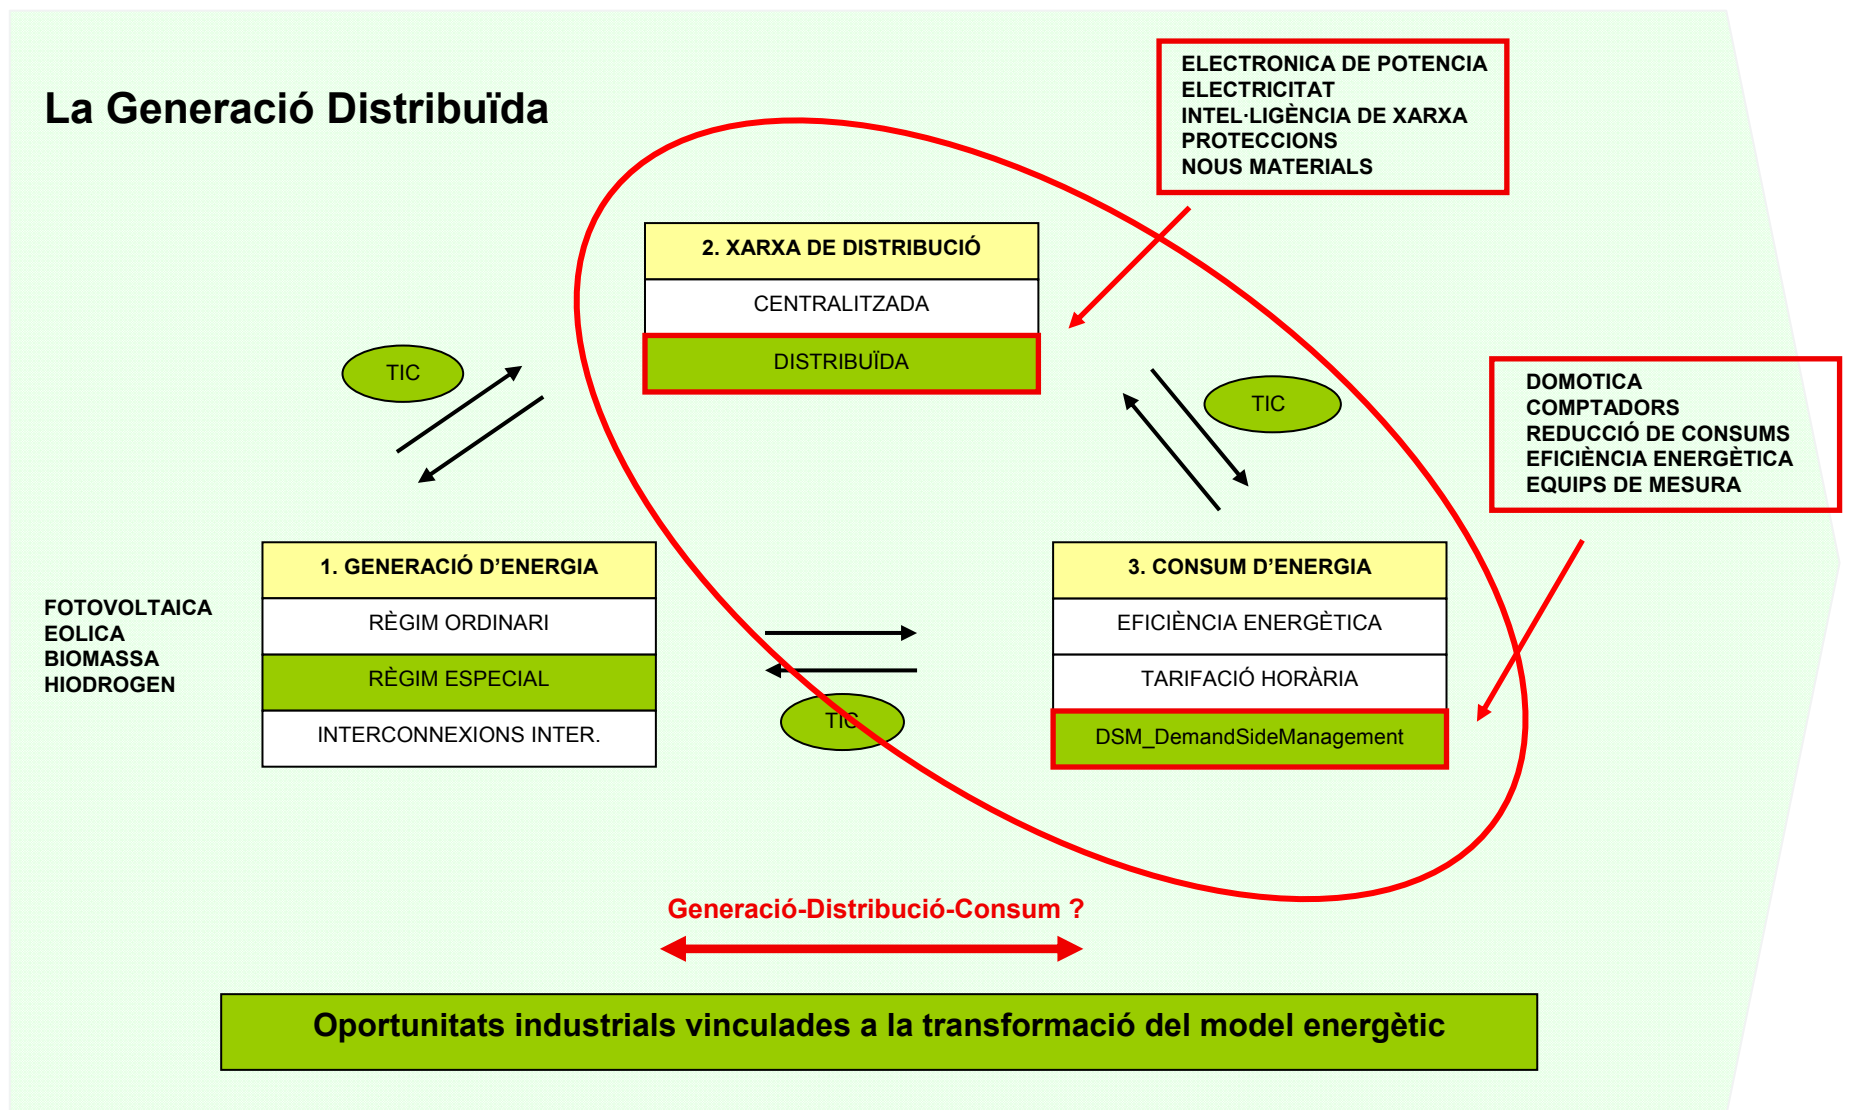 La Generació Distribuïda
ELECTRONICA DE POTENCIA
ELECTRICITAT
INTEL·LIGÈNCIA DE XARXA
PROTECCIONS
NOUS MATERIALS
2. XARXA DE DISTRIBUCIÓ
CENTRALITZADA
DISTRIBUÏDA
TIC
TIC
DOMOTICA
COMPTADORS
REDUCCIÓ DE CONSUMS
EFICIÈNCIA ENERGÈTICA
EQUIPS DE MESURA
FOTOVOLTAICA
EOLICA
BIOMASSA
HIODROGEN
1. GENERACIÓ D'ENERGIA
RÈGIM ORDINARI
RÈGIM ESPECIAL
INTERCONNEXIONS INTER.
TIC
3. CONSUM D'ENERGIA
EFICIÈNCIA ENERGÈTICA
TARIFACIÓ HORÀRIA
DSM_DemandSideManagement
Generació-Distribució-Consum ?
Oportunitats industrials vinculades a la transformació del model energètic